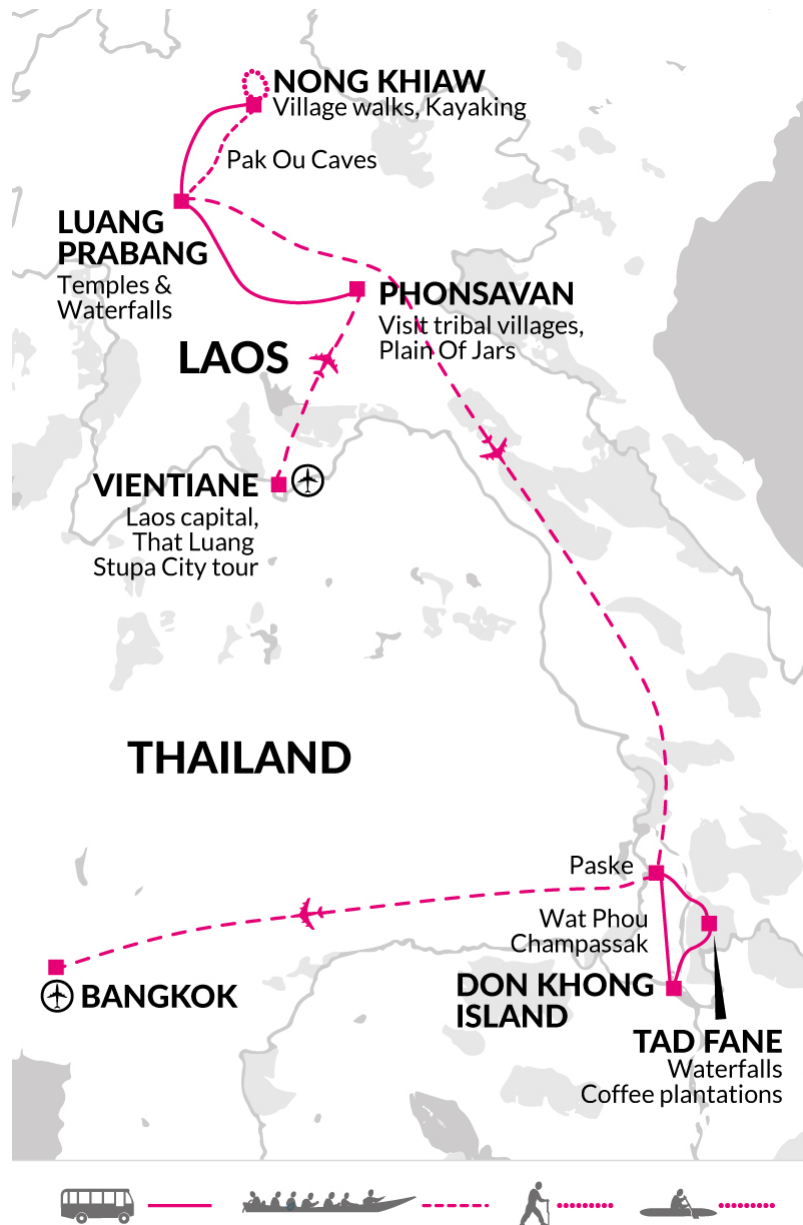 NONG KHIAW
Village walks, Kayaking
Pak Ou Caves
LUANG
PRABANG
Temples &
Waterfalls
PHONSAVAN
Visit tribal villages,
Plain Of Jars
LAOS
VIENTIANE
Laos capital,
That Luang
Stupa City tour
THAILAND
Paske
Wat Phou
Champassak
BANGKOK
DON KHONG
ISLAND
TAD FANE
Waterfalls
Coffee plantations